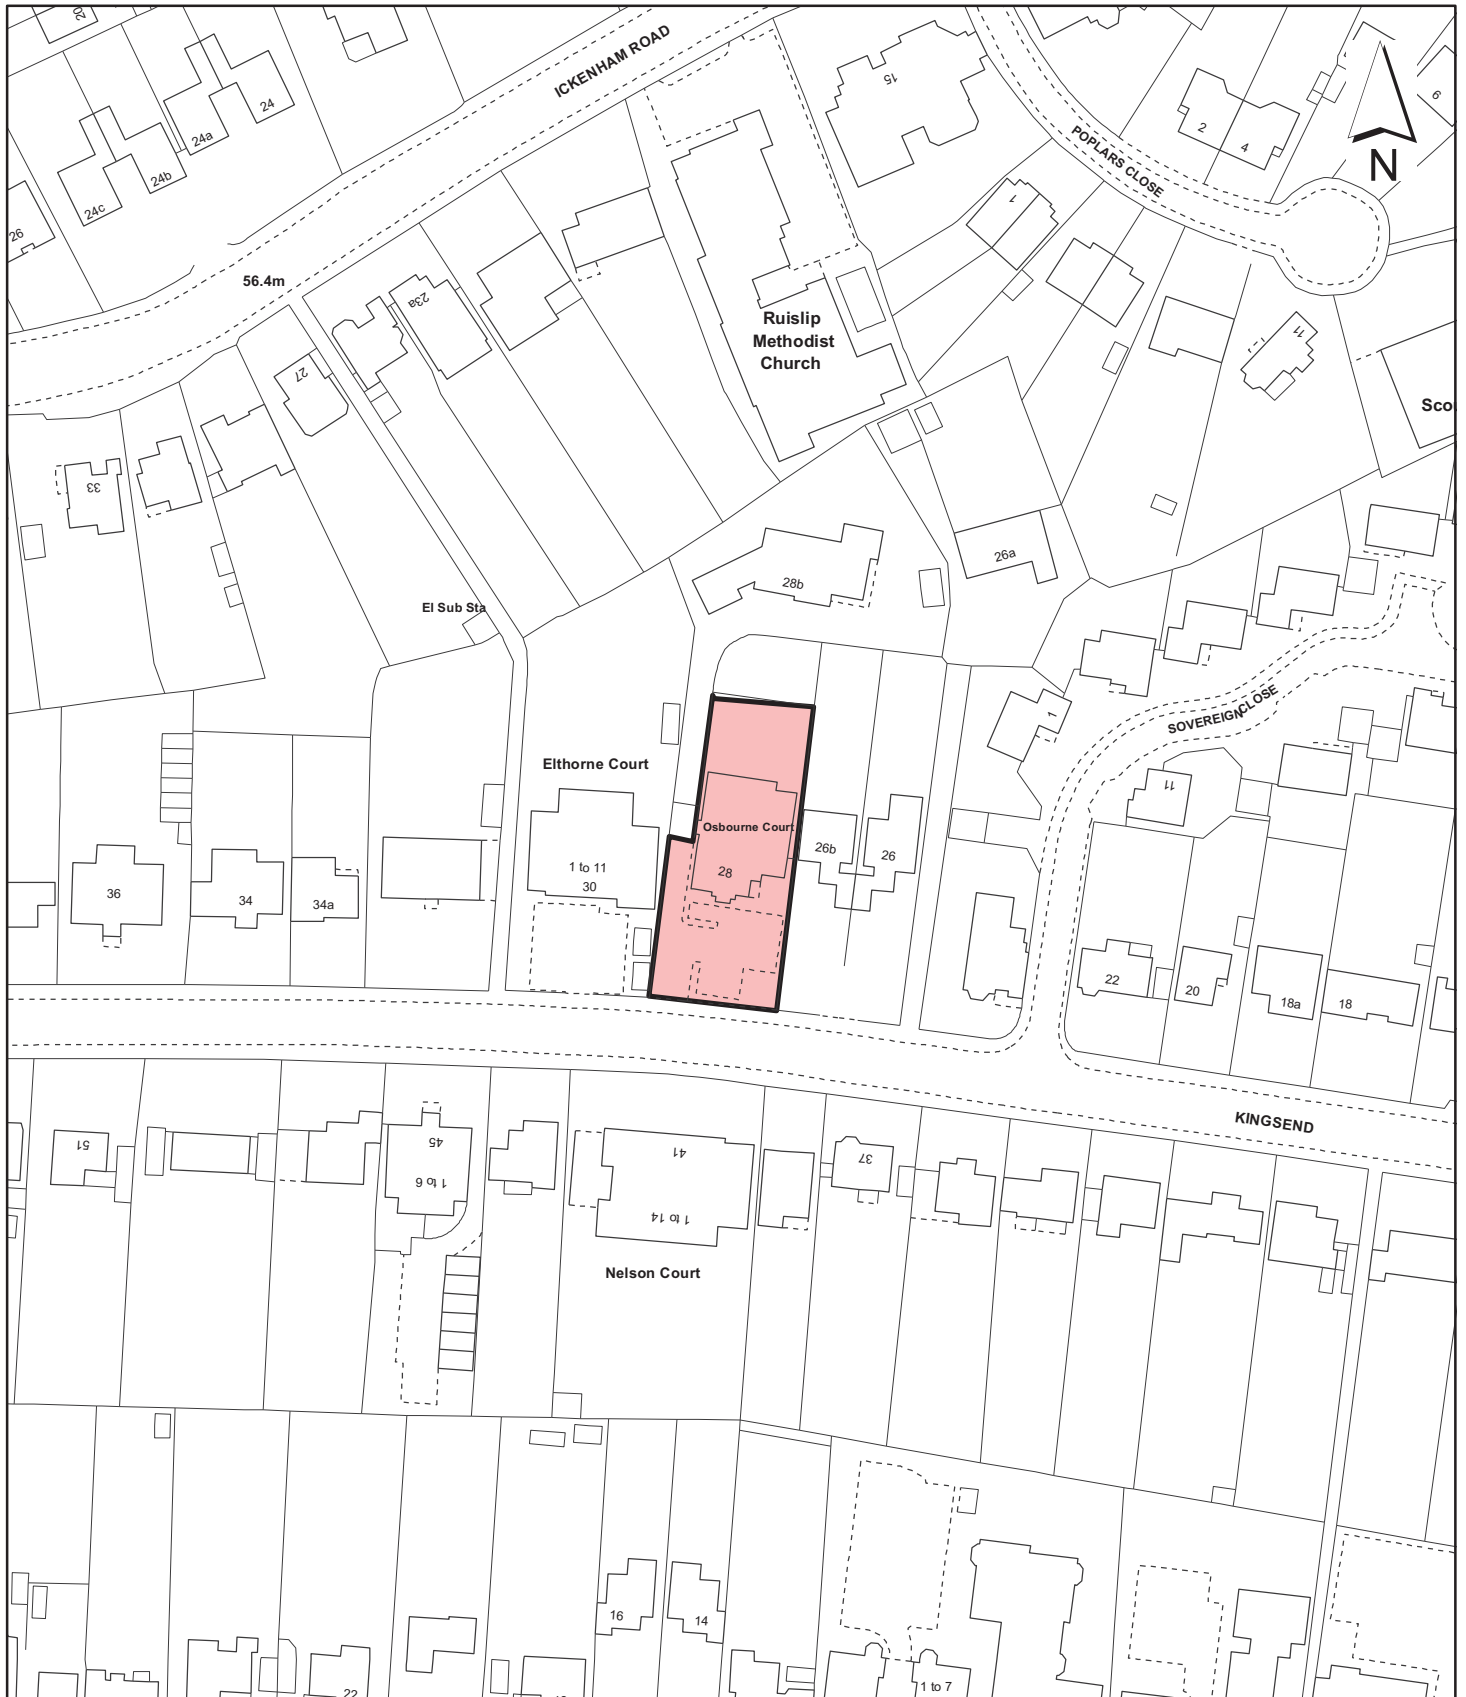 20
ICKENHAM ROAD
15
24
24a
24b
24c
26
2
4
6
N
POPLARS CLOSE
1
56.4m
23a
27
Ruislip
Methodist
Church
11
Sco
33
26a
28b
El Sub Sta
1
SOVEREIGN CLOSE
Elthorne Court
11
Osbourne Court
26b
26
1 to 11
30
28
36
34
34a
22
20
18a
18
KINGSEND
51
45
1 to 6
41
1 to 14
37
Nelson Court
16
14
22
1 to 7